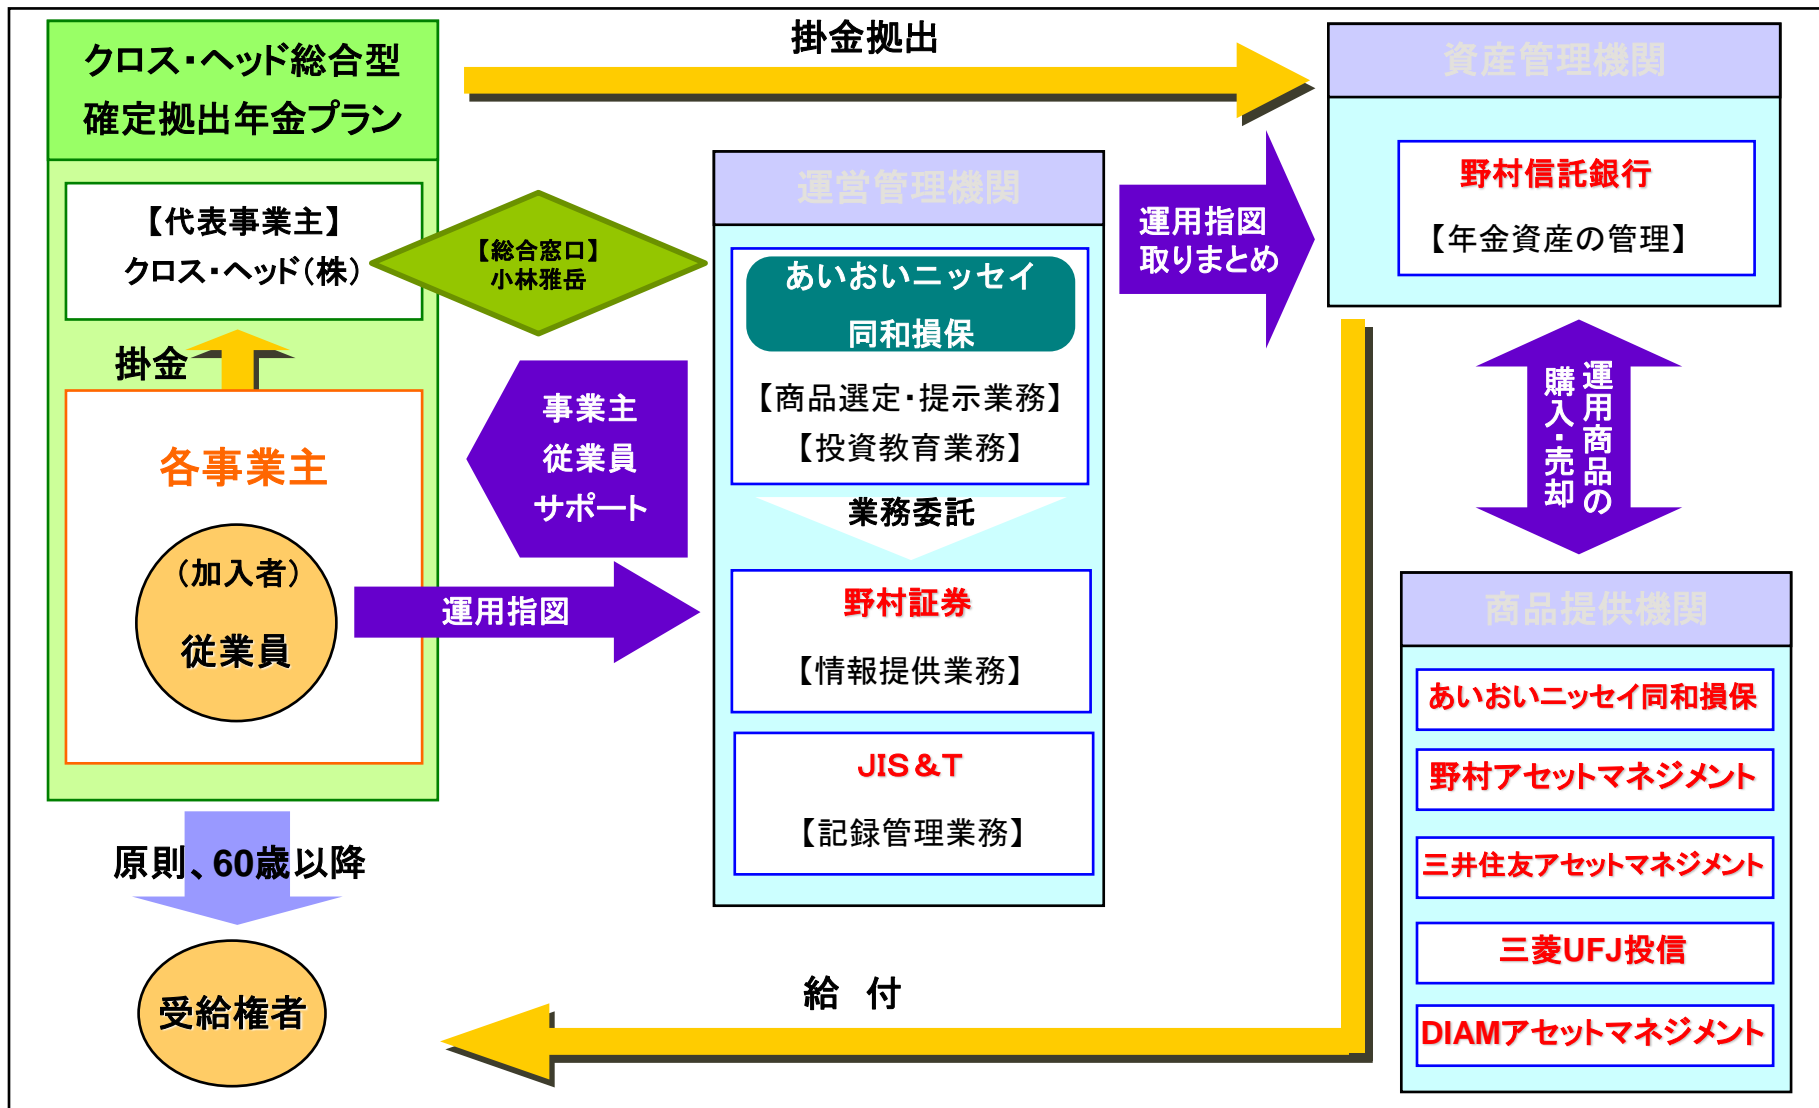 クロス・ヘッド総合型
確定拠出年金プラン
【代表事業主】
クロス・ヘッド(株)
掛金
各事業主
(加入者)
従業員
原則、60歳以降
受給権者
掛金拠出
【総合窓口】
小林雅岳
事業主
従業員
サポート
運用指図
運営管理機関
あいおいニッセイ
同和損保
【商品選定・提示業務】
【投資教育業務】
業務委託
野村証券
【情報提供業務】
JIS&T
【記録管理業務】
運用指図
取りまとめ
資産管理機関
野村信託銀行
【年金資産の管理】
運用商品の
購入・売却
商品提供機関
あいおいニッセイ同和損保
野村アセットマネジメント
三井住友アセットマネジメント
三菱UFJ投信
DIAMアセットマネジメント
給 付